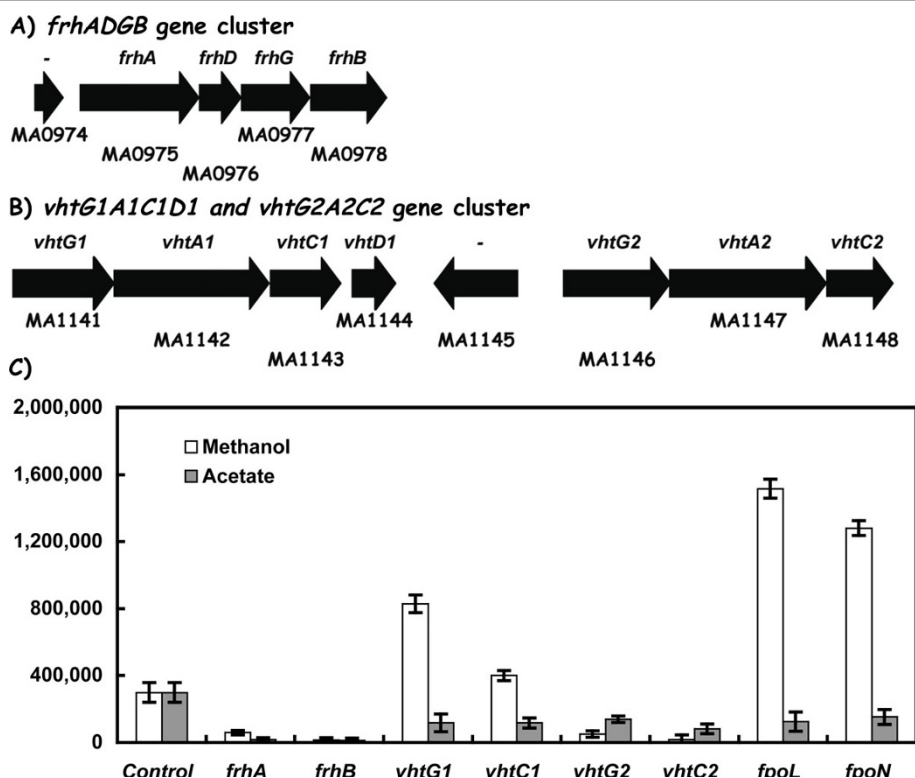 A) frhADGB gene cluster
- frhA frhD frhG frhB
MA0974 MA0975 MA0976 MA0977 MA0978
B) vhtG1A1C1D1 and vhtG2A2C2 gene cluster
vhtG1 vhtA1 vhtC1 vhtD1 - vhtG2 vhtA2 vhtC2
MA1141 MA1142 MA1143 MA1144 MA1145 MA1146 MA1147 MA1148
C)
2,000,000
Methanol
Acetate
1,600,000
1,200,000
800,000
400,000
0
Control frhA frhB vhtG1 vhtC1 vhtG2 vhtC2 fpoL fpoN